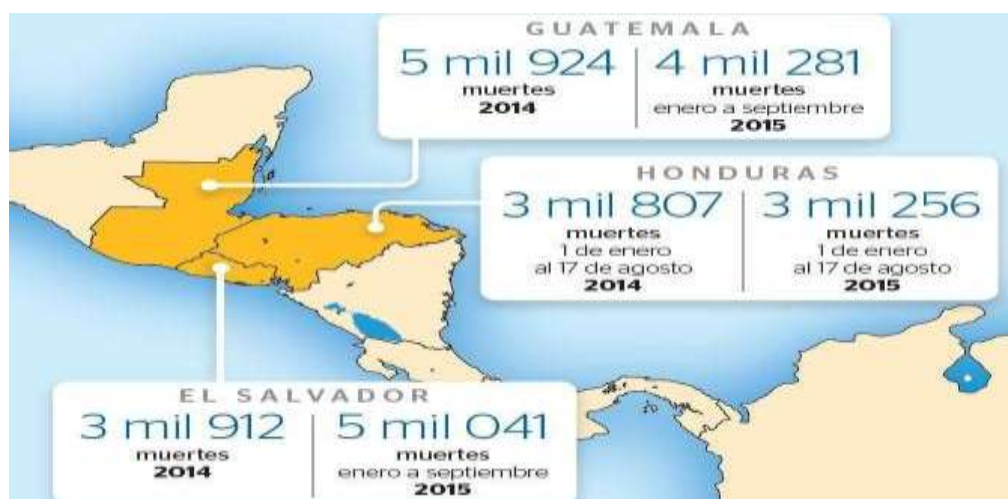 GUATEMALA
5 mil 924
muertes
2014
4 mil 281
muertes
enero a septiembre
2015
HONDURAS
3 mil 807
muertes
1 de enero
al 17 de agosto
2014
3 mil 256
muertes
1 de enero
al 17 de agosto
2015
EL SALVADOR
3 mil 912
muertes
2014
5 mil 041
muertes
enero a septiembre
2015